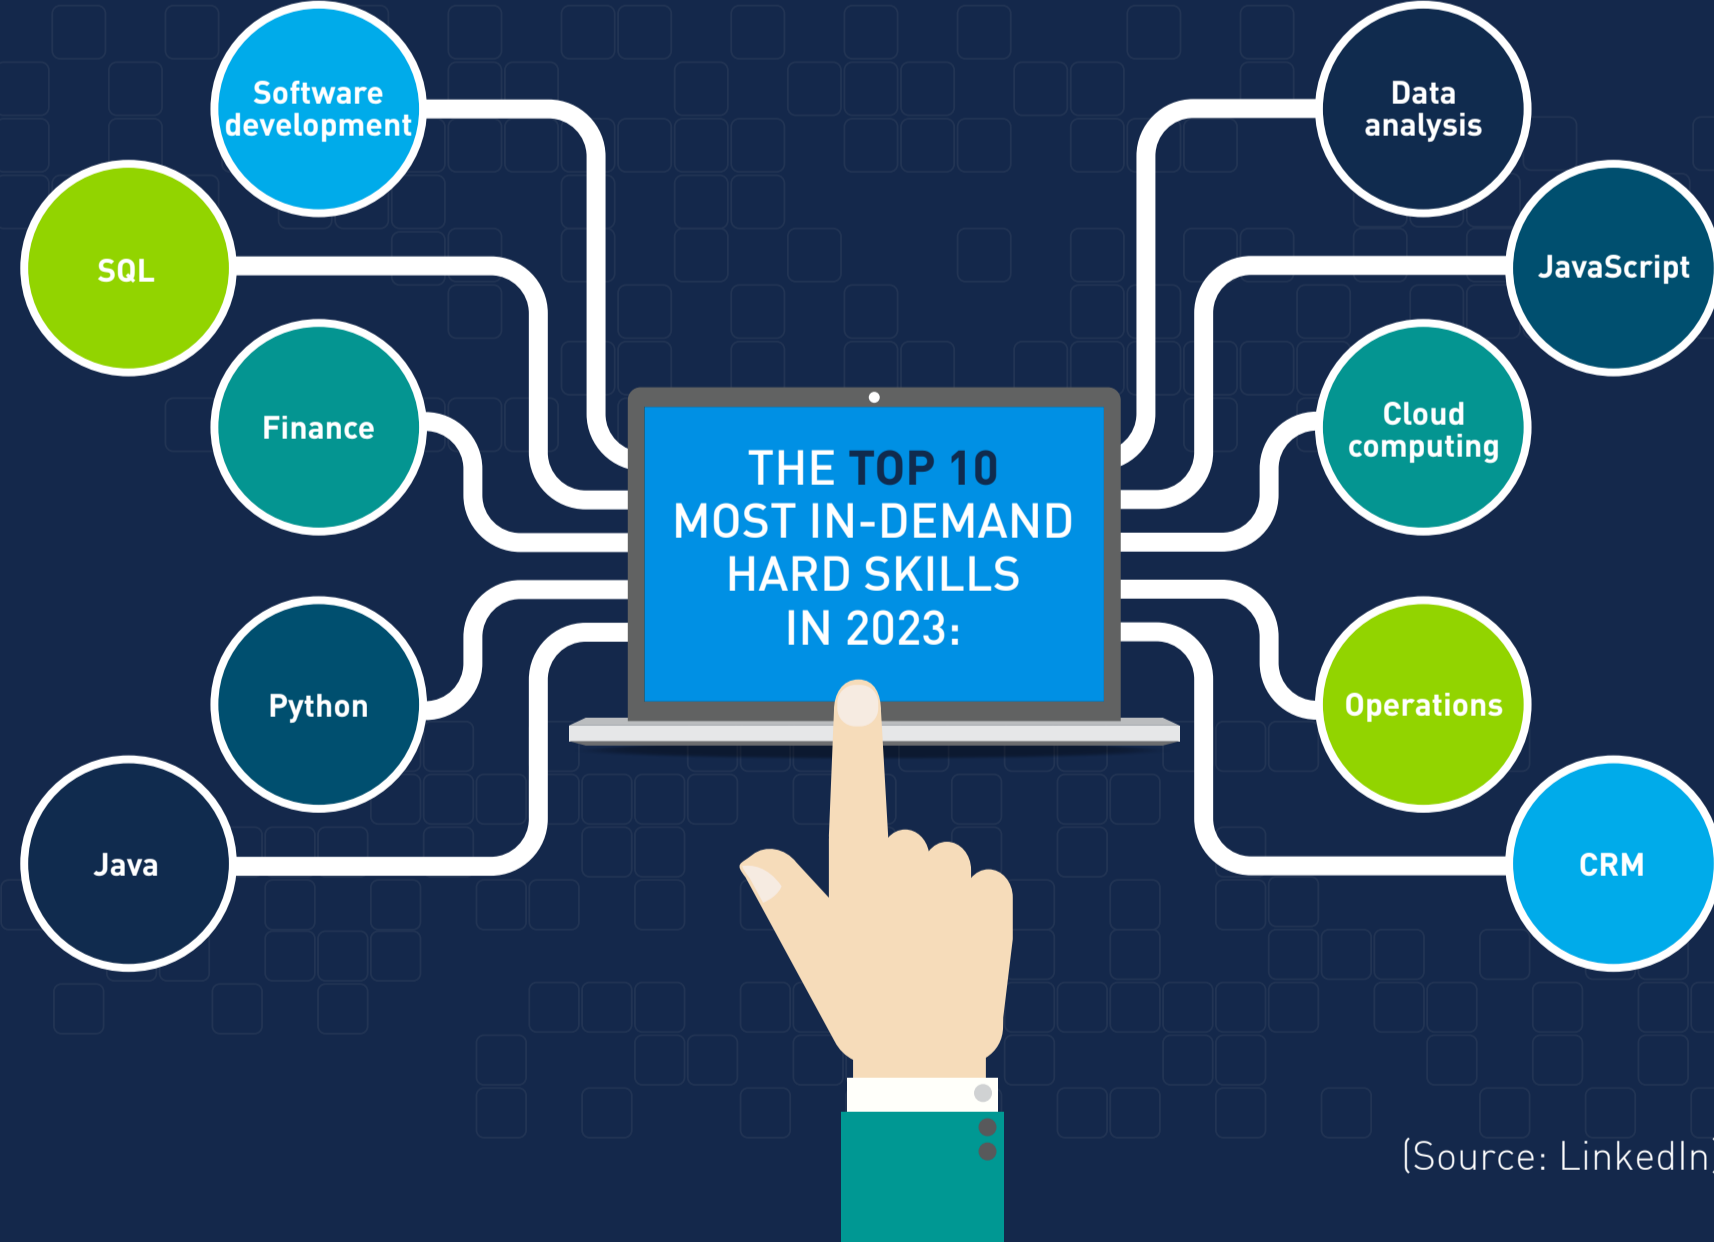 Software
development
SQL
Finance
Python
Java
THE TOP 10
MOST IN-DEMAND
HARD SKILLS
IN 2023:
Data
analysis
JavaScript
Cloud
computing
Operations
CRM
(Source: LinkedIn)